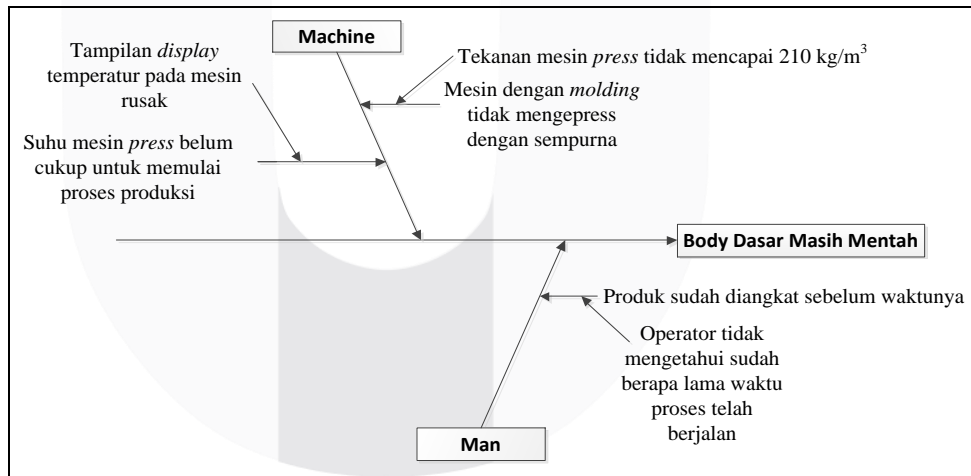 Machine
Tampilan display
temperatur pada mesin
rusak
Tekanan mesin press tidak mencapai 210 kg/m³
Mesin dengan molding
tidak mengepress
dengan sempurna
Suhu mesin press belum
cukup untuk memulai
proses produksi
Body Dasar Masih Mentah
Produk sudah diangkat sebelum waktunya
Operator tidak
mengetahui sudah
berapa lama waktu
proses telah
berjalan
Man